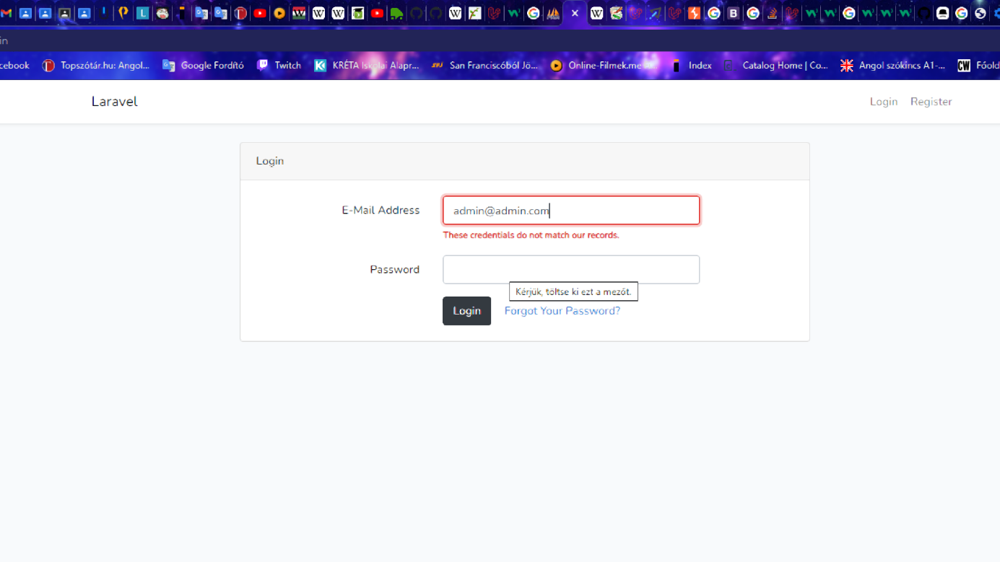 in
cebook Topszótár.hu: Angol... Google Fordító Twitch KRÉTA Iskolai Alapr... San Franciscóból Jö... Online-Filmek.me Index Catalog Home | Co... Angol szókincs A1-... Főold
Laravel Login Register
Login
E-Mail Address admin@admin.com
These credentials do not match our records.
Password
Kérjük, töltse ki ezt a mezőt.
Login Forgot Your Password?